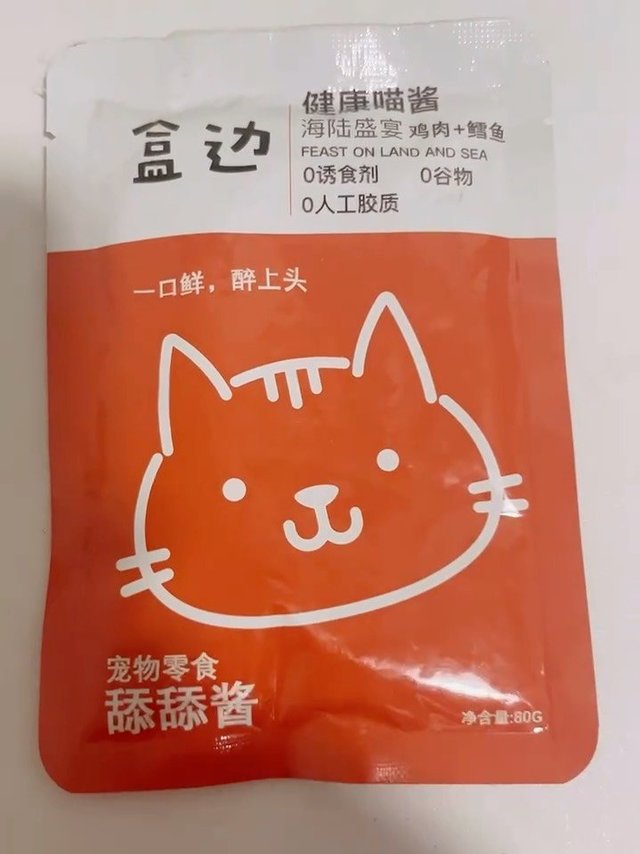 盒边
健康喵酱
海陆盛宴 鸡肉+鳕鱼
FEAST ON LAND AND SEA
0诱食剂 0谷物
0人工胶质
一口鲜，醉上头
宠物零食
舔舔酱
净含量:80G